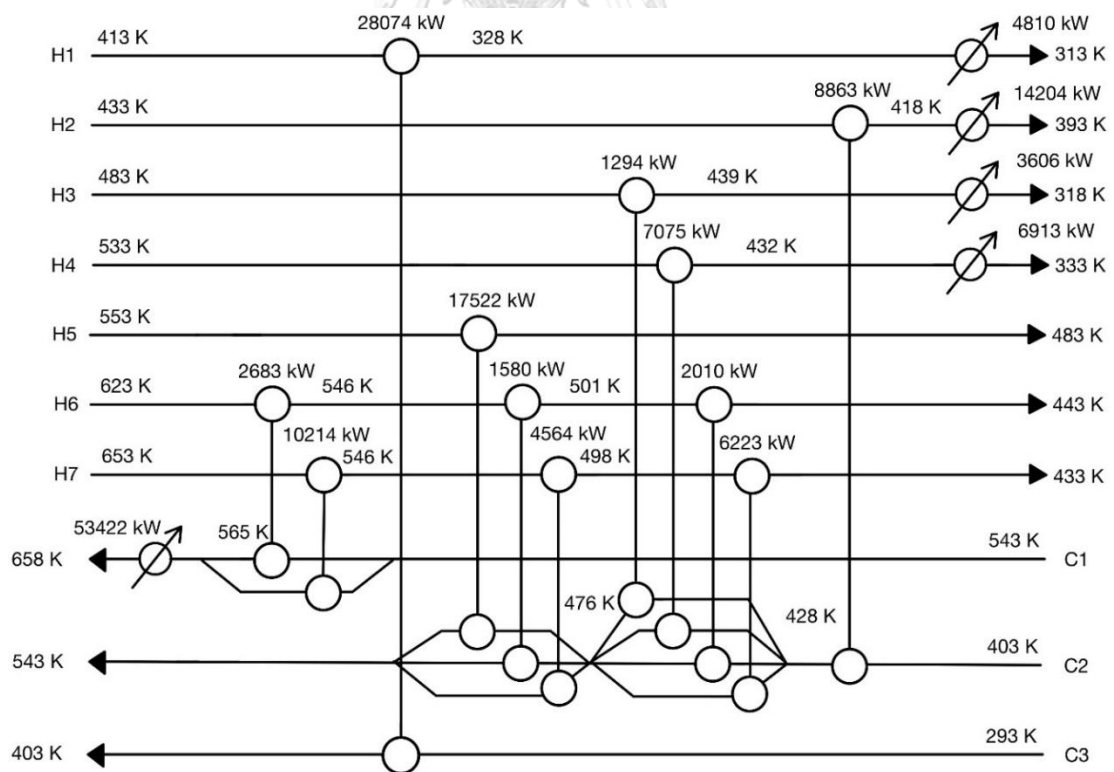 28074 kW
4810 kW
H1
413 K
328 K
313 K
8863 kW
14204 kW
H2
433 K
418 K
393 K
1294 kW
3606 kW
H3
483 K
439 K
318 K
7075 kW
6913 kW
H4
533 K
432 K
333 K
17522 kW
H5
553 K
483 K
2683 kW
1580 kW
2010 kW
H6
623 K
546 K
501 K
443 K
10214 kW
4564 kW
6223 kW
H7
653 K
546 K
498 K
433 K
53422 kW
565 K
543 K
658 K
C1
476 K
428 K
403 K
543 K
C2
293 K
403 K
C3